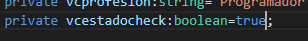 private vcprofesion:string="Programador
private vcestadocheck:boolean=true;